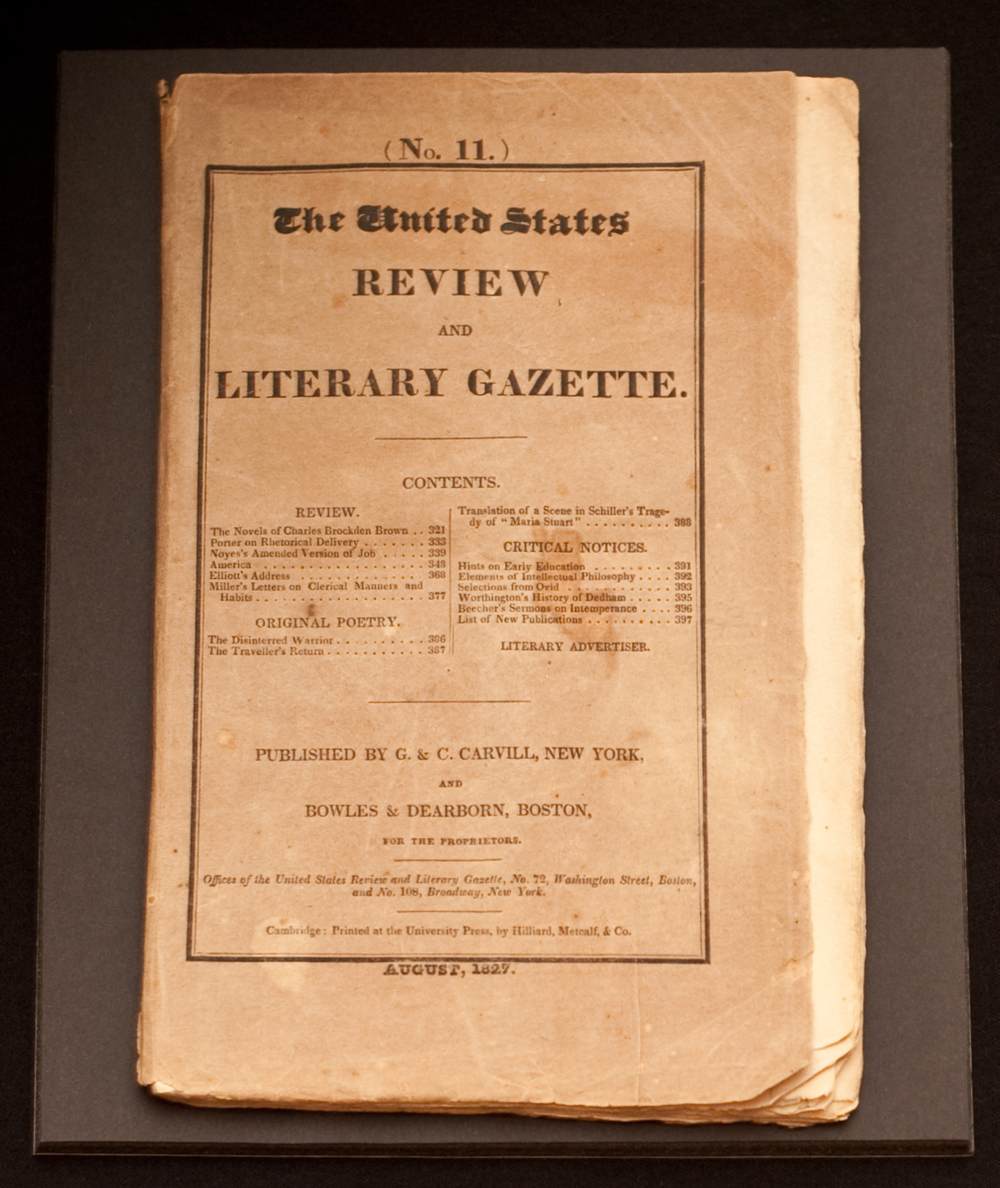 (No. 11.)
The United States
REVIEW
AND
LITERARY GAZETTE.
CONTENTS.
REVIEW.
The Novels of Charles Brockden Brown . . 321
Porter on Rhetorical Delivery . . . . . . . 333
Noyes's Amended Version of Job . . . . . 339
America . . . . . . . . . . . . . . . . . 343
Elliott's Address . . . . . . . . . . . . . 368
Miller's Letters on Clerical Manners and
Habits . . . . . . . . . . . . . . . . . . 377
ORIGINAL POETRY.
The Disinterred Warrior . . . . . . . . . . 386
The Traveller's Return . . . . . . . . . . . 387
Translation of a Scene in Schiller's Trage-
dy of "Maria Stuart" . . . . . . . . . . 388
CRITICAL NOTICES.
Hints on Early Education . . . . . . . . . 391
Elements of Intellectual Philosophy . . . . 392
Selections from Ovid . . . . . . . . . . . . 393
Worthington's History of Dedham . . . . . 395
Beecher's Sermons on Intemperance . . . . 396
List of New Publications . . . . . . . . . . 397
LITERARY ADVERTISER.
PUBLISHED BY G. & C. CARVILL, NEW YORK,
AND
BOWLES & DEARBORN, BOSTON,
FOR THE PROPRIETORS.
Offices of the United States Review and Literary Gazette, No. 72, Washington Street, Boston,
and No. 108, Broadway, New York.
Cambridge: Printed at the University Press, by Hilliard, Metcalf, & Co.
AUGUST, 1827.